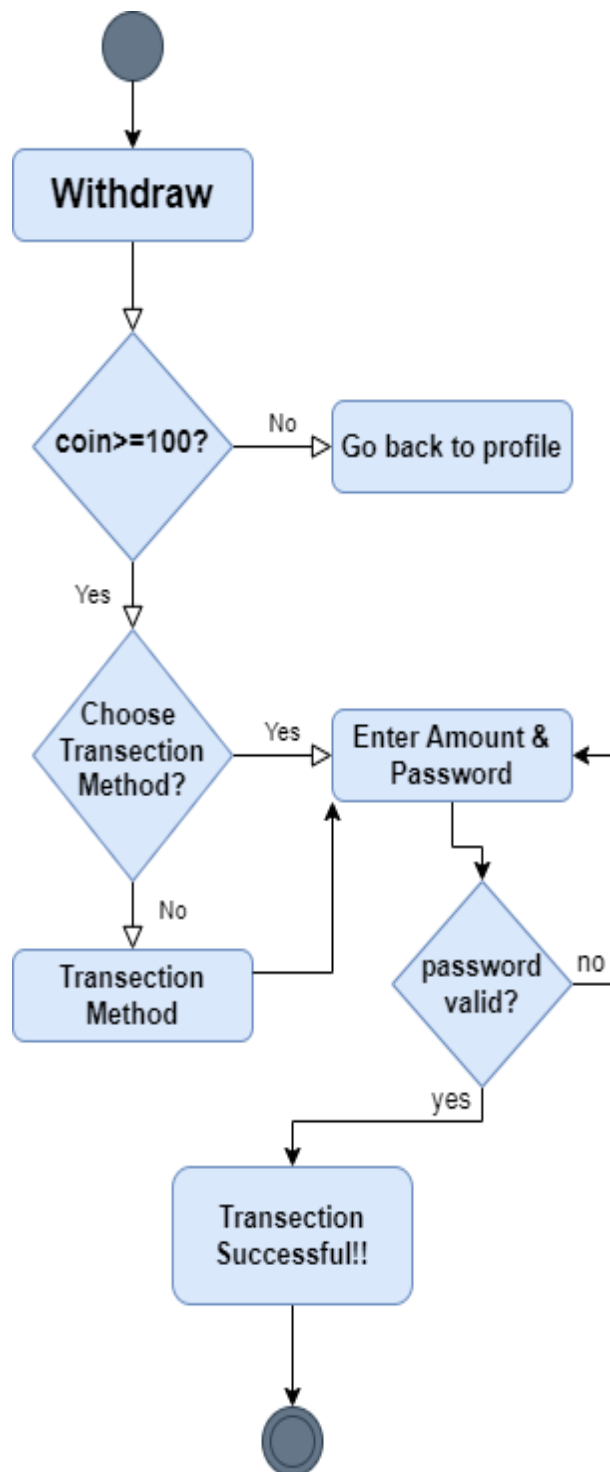 Withdraw
coin>=100?
No
Go back to profile
Yes
Choose
Transection
Method?
Yes
Enter Amount &
Password
No
Transection
Method
password
valid?
no
yes
Transection
Successful!!